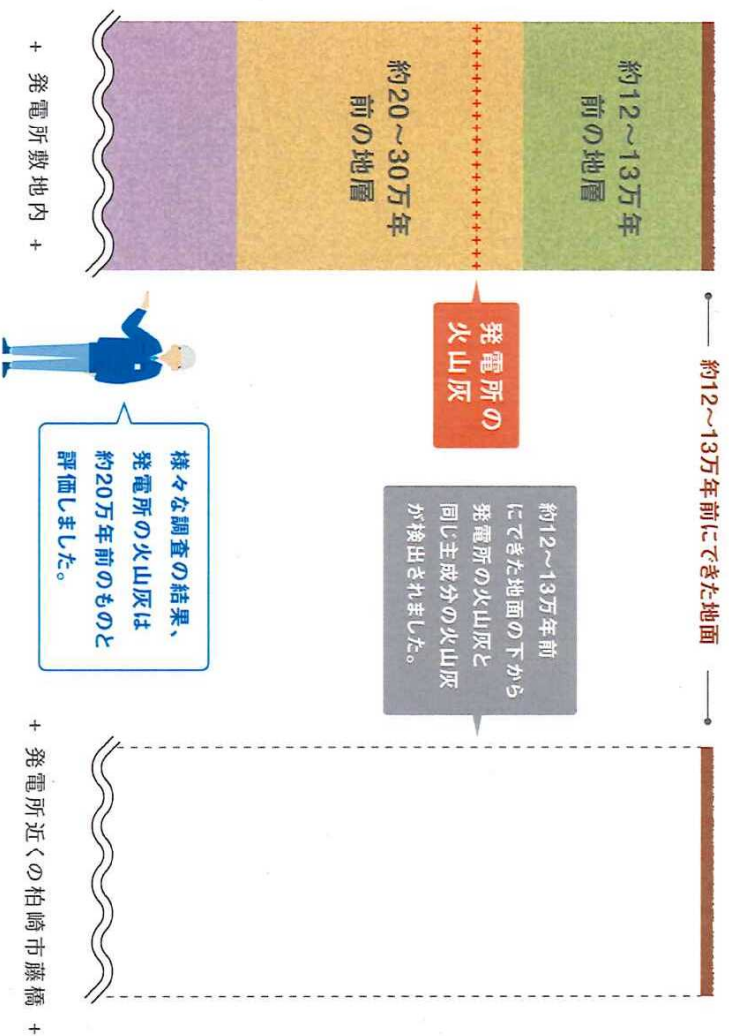 約12～13万年前にできた地面
約12～13万年
前の地層
約20～30万年
前の地層
++++++++++++++++++++
発電所の
火山灰
約12～13万年前
にできた地面の下から
発電所の火山灰と
同じ主成分の火山灰
が検出されました。
様々な調査の結果、
発電所の火山灰は
約20万年前のものと
評価しました。
+ 発電所敷地内 +
+ 発電所近くの柏崎市藤橋 +